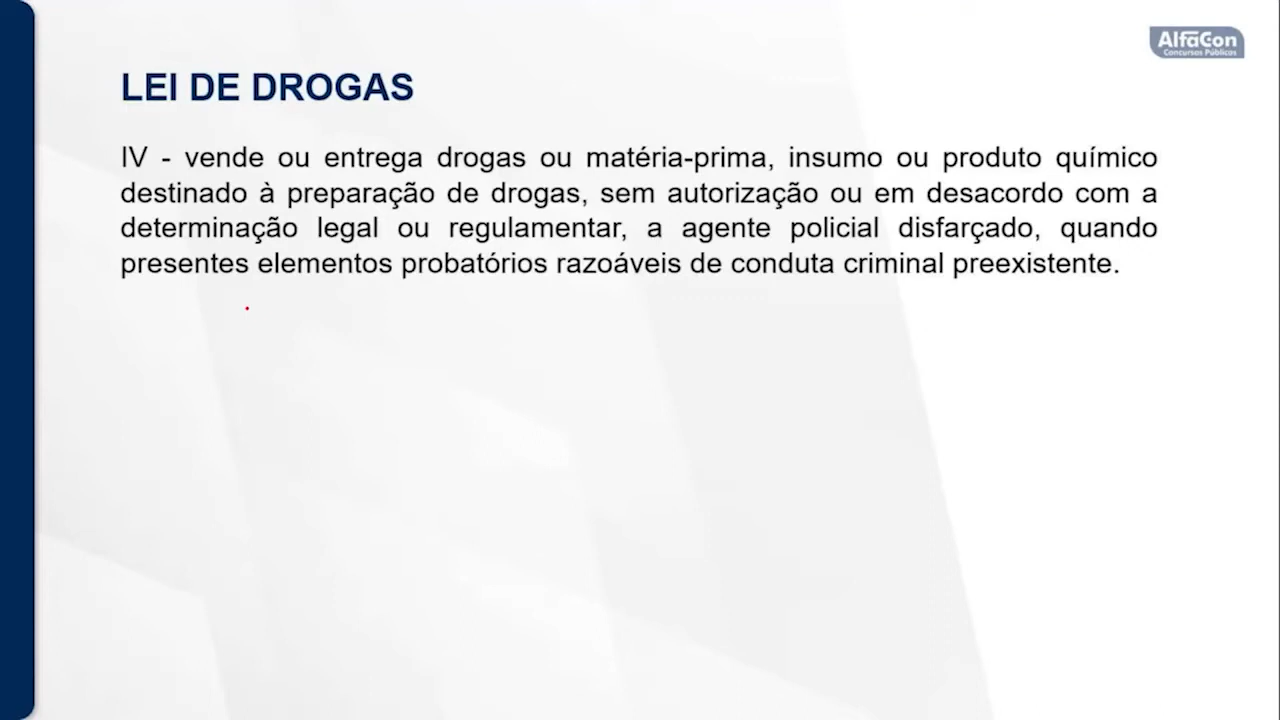 AlfaCon
Concursos Públicos
LEI DE DROGAS
IV - vende ou entrega drogas ou matéria-prima, insumo ou produto químico
destinado à preparação de drogas, sem autorização ou em desacordo com a
determinação legal ou regulamentar, a agente policial disfarçado, quando
presentes elementos probatórios razoáveis de conduta criminal preexistente.